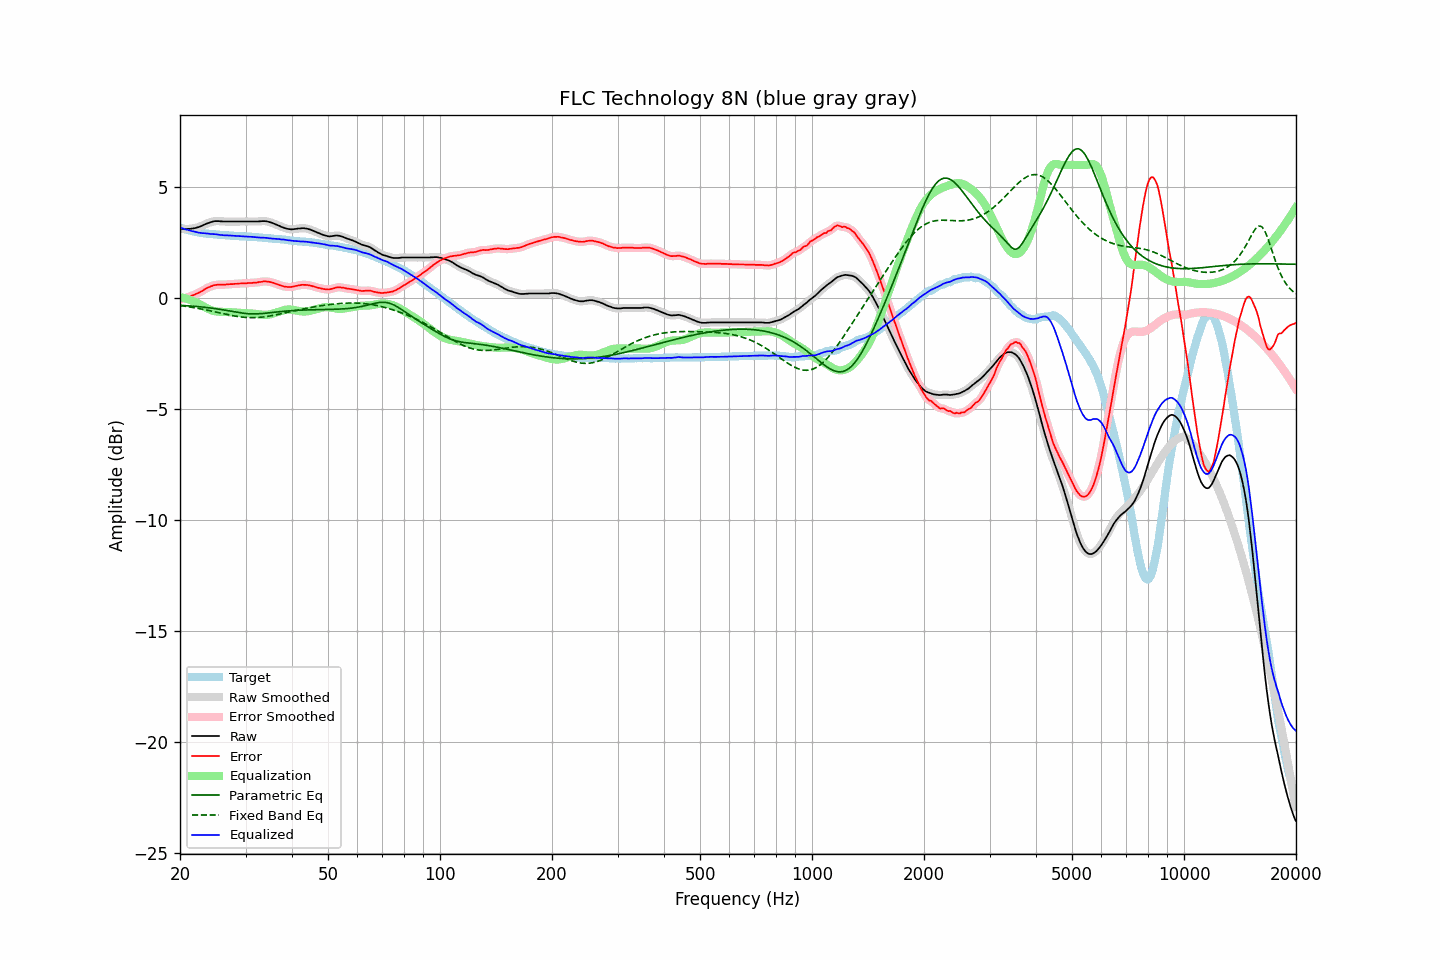 FLC Technology 8N (blue gray gray)
Amplitude (dBr)
5
0
−5
−10
−15
−20
−25
Target
Raw Smoothed
Error Smoothed
Raw
Error
Equalization
Parametric Eq
Fixed Band Eq
Equalized
20 50 100 200 500 1000 2000 5000 10000 20000
Frequency (Hz)